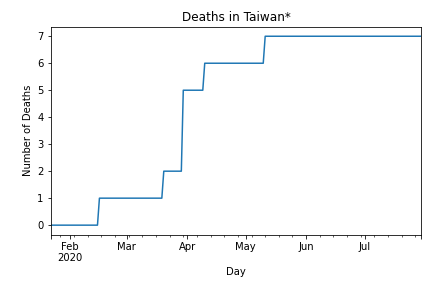 Deaths in Taiwan*
7
6
5
4
3
2
1
0
Number of Deaths
Feb
2020
Mar
Apr
May
Jun
Jul
Day